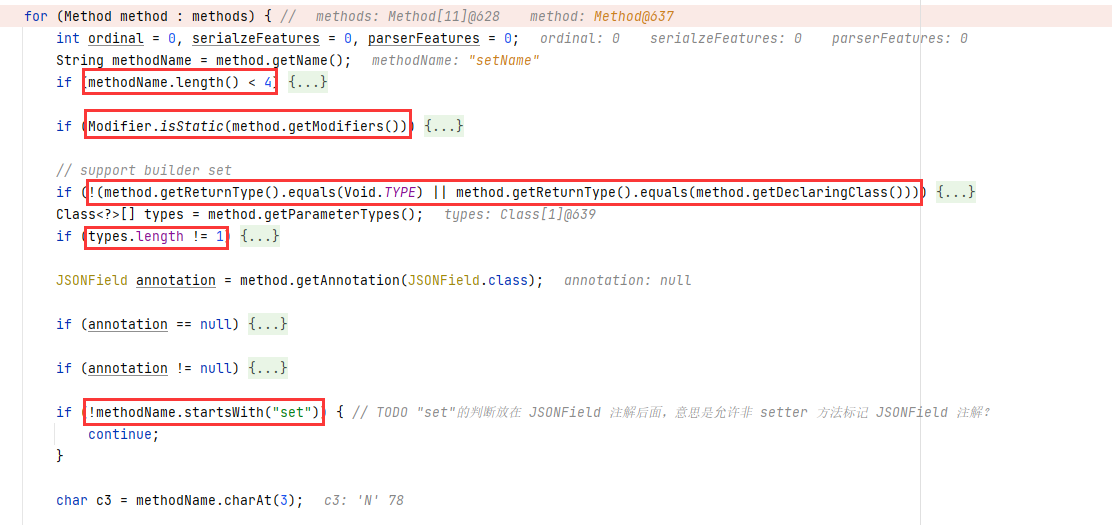 for (Method method : methods) { //   methods: Method[11]@628    method: Method@637
int ordinal = 0, serialzeFeatures = 0, parserFeatures = 0;   ordinal: 0    serialzeFeatures: 0    parserFeatures: 0
String methodName = method.getName();   methodName: "setName"
if (methodName.length() < 4) {...}
if (Modifier.isStatic(method.getModifiers())) {...}
// support builder set
if (!(method.getReturnType().equals(Void.TYPE) || method.getReturnType().equals(method.getDeclaringClass()))) {...}
Class<?>[] types = method.getParameterTypes();   types: Class[1]@639
if (types.length != 1) {...}
JSONField annotation = method.getAnnotation(JSONField.class);   annotation: null
if (annotation == null) {...}
if (annotation != null) {...}
if (!methodName.startsWith("set")) { // TODO "set"的判断放在 JSONField 注解后面，意思是允许非 setter 方法标记 JSONField 注解?
continue;
}
char c3 = methodName.charAt(3);   c3: 'N' 78